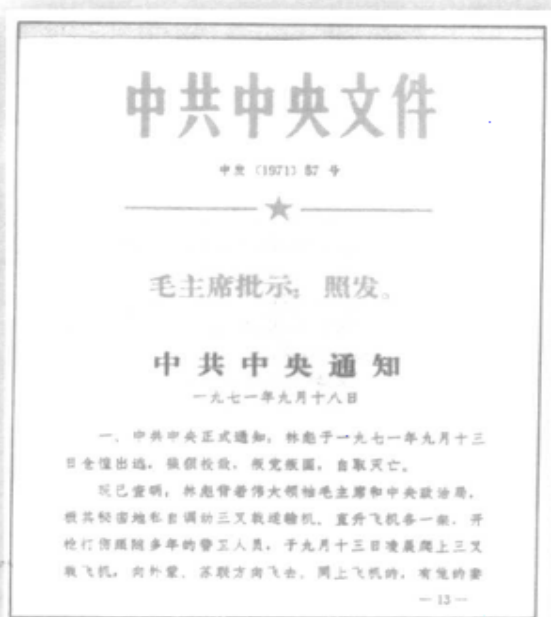 中共中央文件
中发〔1971〕57号
毛主席批示：照发。
中共中央通知
一九七一年九月十八日
一、中共中央正式通知：林彪于一九七一年九月十三
日仓惶出逃，狼狈投敌，叛党叛国，自取灭亡。
现已查明：林彪背着伟大领袖毛主席和中央政治局，
极其秘密地私自调动三叉戟运输机、直升飞机各一架，开
枪打伤跟随多年的警卫人员，于九月十三日凌晨爬上三叉
戟飞机，向外蒙、苏联方向飞去。同上飞机的，有他的妻
— 13 —